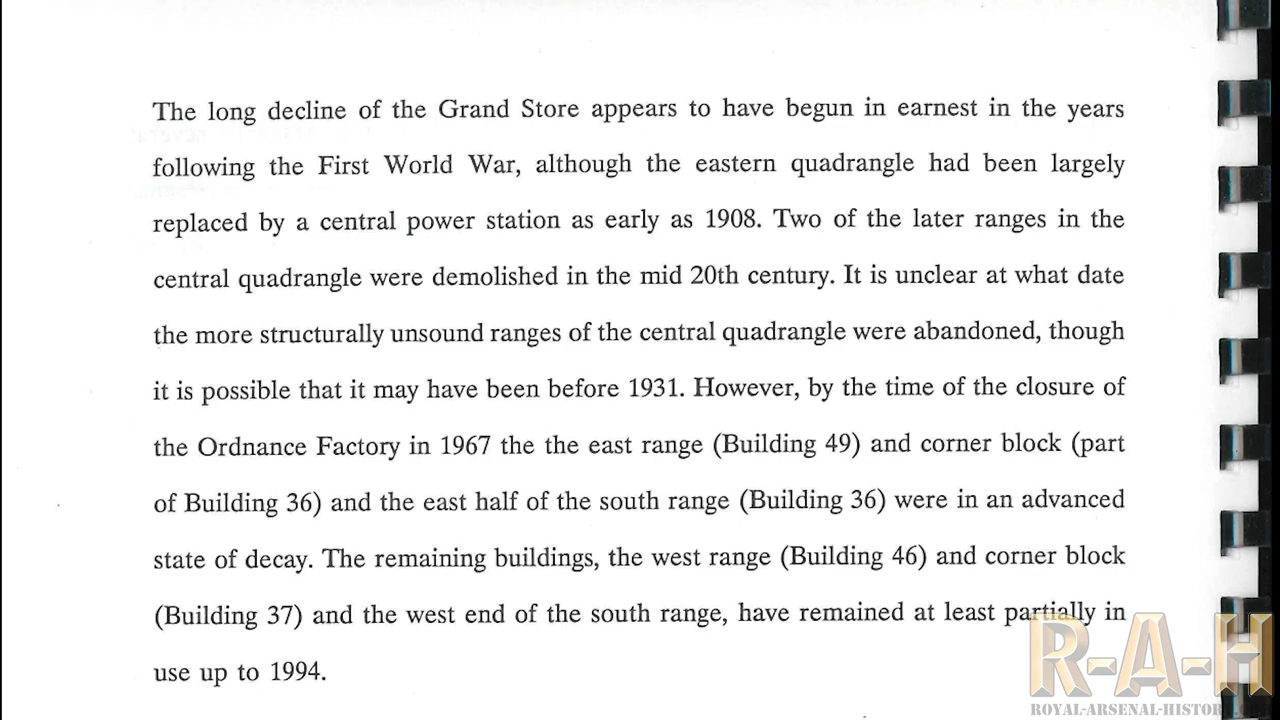 The long decline of the Grand Store appears to have begun in earnest in the years
following the First World War, although the eastern quadrangle had been largely
replaced by a central power station as early as 1908. Two of the later ranges in the
central quadrangle were demolished in the mid 20th century. It is unclear at what date
the more structurally unsound ranges of the central quadrangle were abandoned, though
it is possible that it may have been before 1931. However, by the time of the closure of
the Ordnance Factory in 1967 the the east range (Building 49) and corner block (part
of Building 36) and the east half of the south range (Building 36) were in an advanced
state of decay. The remaining buildings, the west range (Building 46) and corner block
(Building 37) and the west end of the south range, have remained at least partially in
use up to 1994.
R-A-H